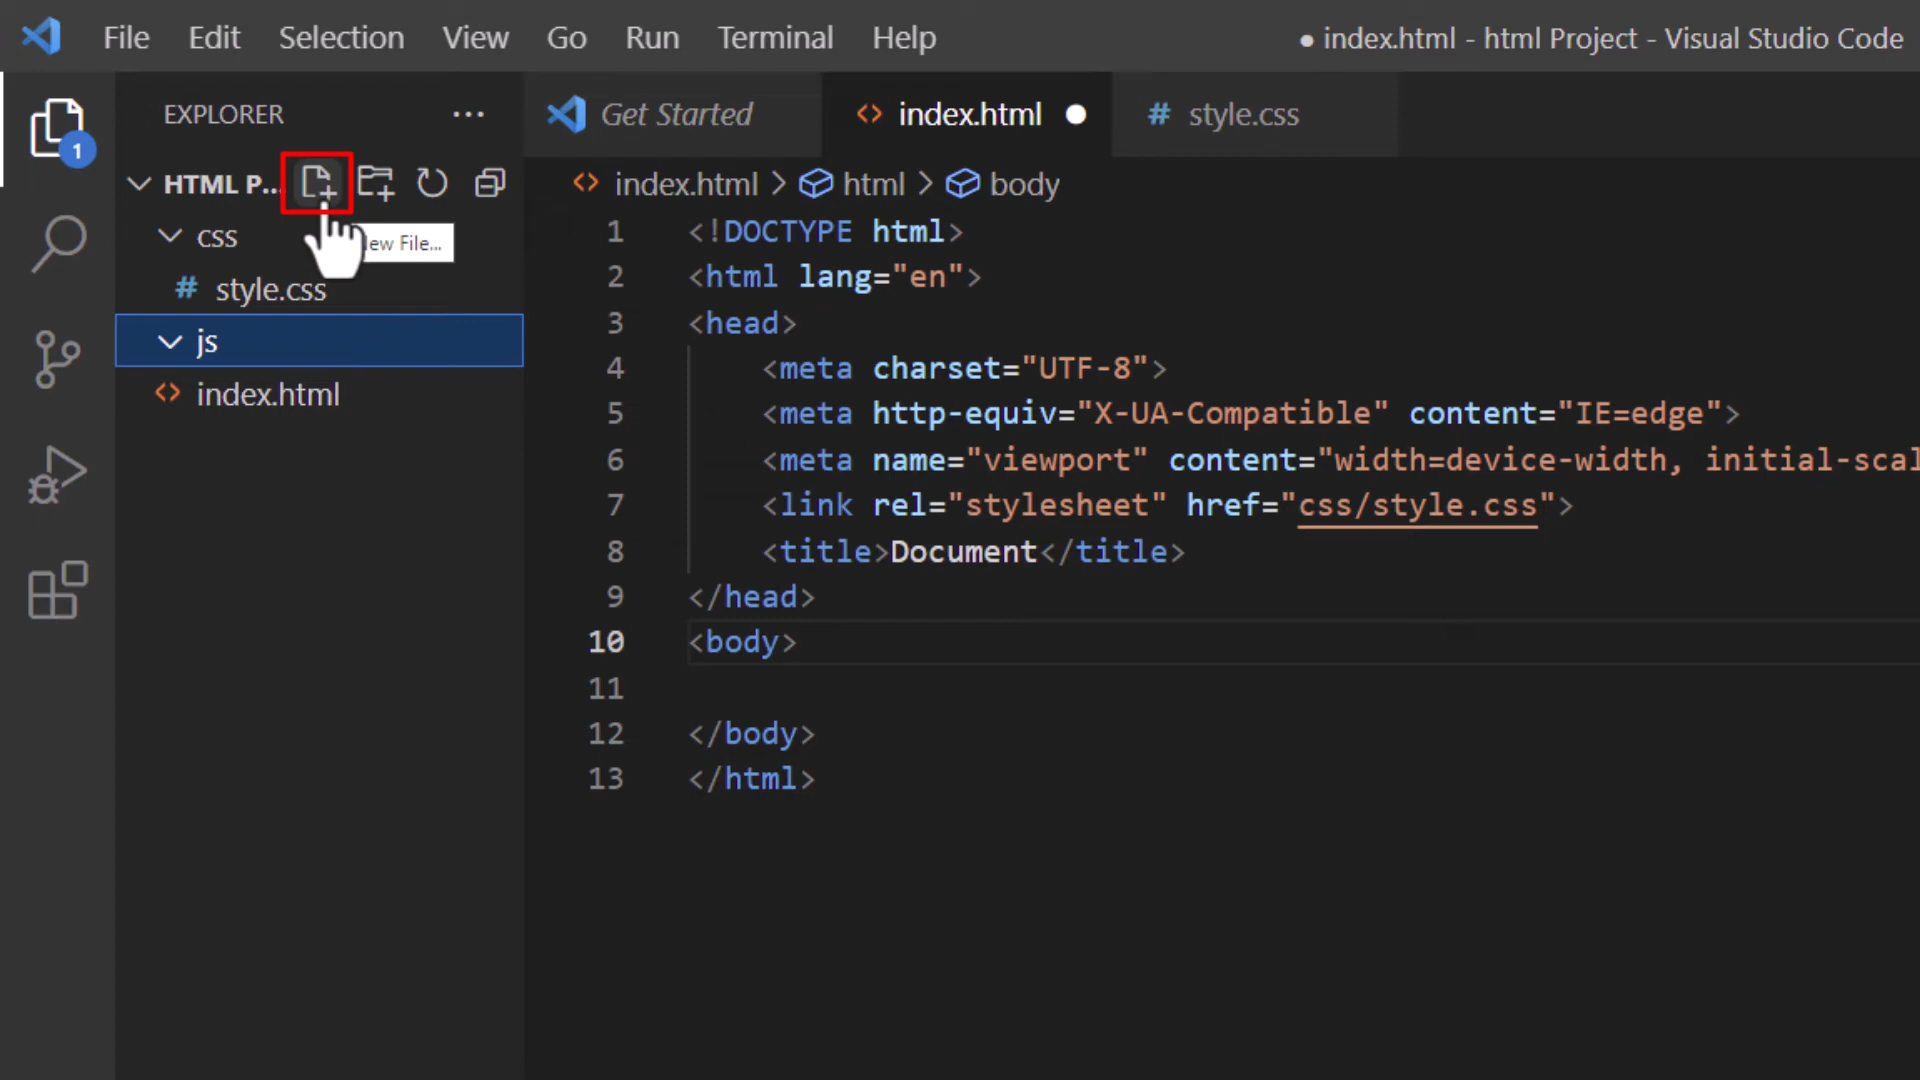 File Edit Selection View Go Run Terminal Help ● index.html - html Project - Visual Studio Code
EXPLORER ...
Get Started
index.html
# style.css
HTML P...
index.html > html > body
ew File...
css
# style.css
js
index.html
1 <!DOCTYPE html>
2 <html lang="en">
3 <head>
4 <meta charset="UTF-8">
5 <meta http-equiv="X-UA-Compatible" content="IE=edge">
6 <meta name="viewport" content="width=device-width, initial-scal
7 <link rel="stylesheet" href="css/style.css">
8 <title>Document</title>
9 </head>
10 <body>
11
12 </body>
13 </html>
1